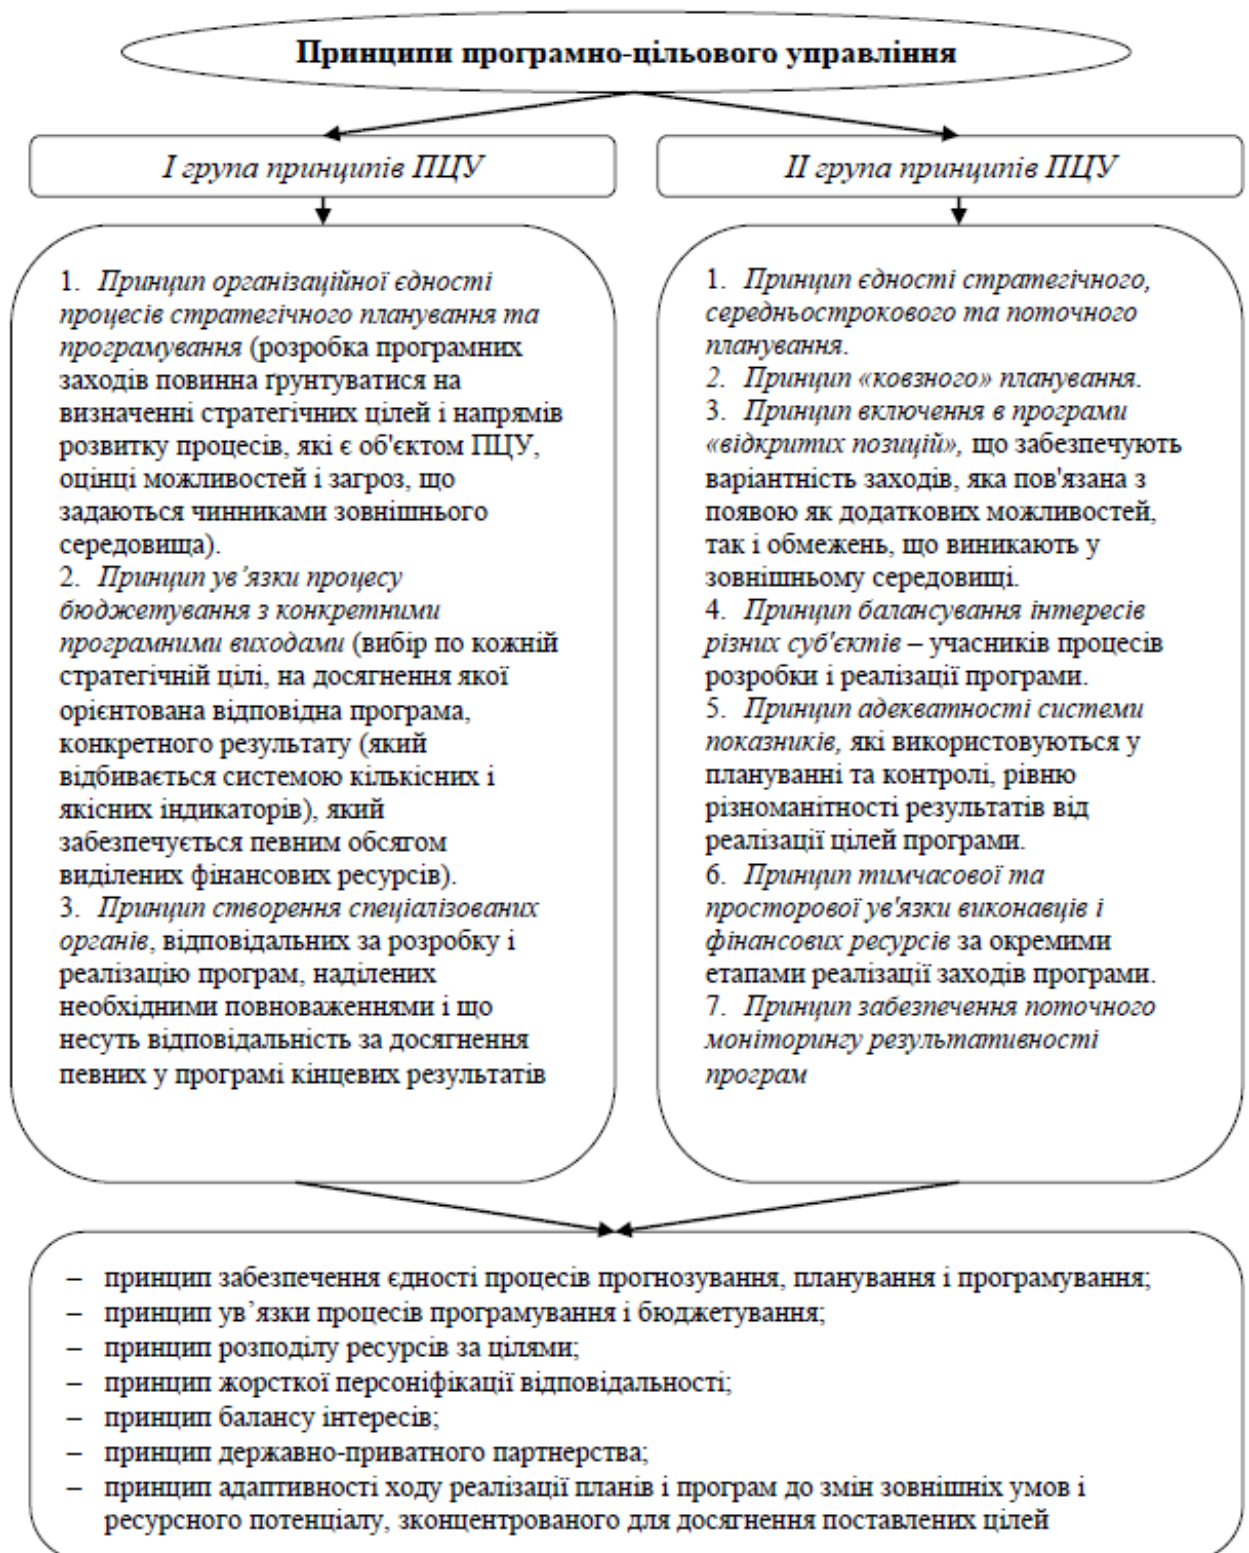 Принципи програмно-цільового управління
I група принципів ПЦУ
1. Принцип організаційної єдності
процесів стратегічного планування та
програмування (розробка програмних
заходів повинна ґрунтуватися на
визначенні стратегічних цілей і напрямів
розвитку процесів, які є об'єктом ПЦУ,
оцінці можливостей і загроз, що
задаються чинниками зовнішнього
середовища).
2. Принцип ув’язки процесу
бюджетування з конкретними
програмними виходами (вибір по кожній
стратегічній цілі, на досягнення якої
орієнтована відповідна програма,
конкретного результату (який
відбивається системою кількісних і
якісних індикаторів), який
забезпечується певним обсягом
виділених фінансових ресурсів).
3. Принцип створення спеціалізованих
органів, відповідальних за розробку і
реалізацію програм, наділених
необхідними повноваженнями і що
несуть відповідальність за досягнення
певних у програмі кінцевих результатів
II група принципів ПЦУ
1. Принцип єдності стратегічного,
середньострокового та поточного
планування.
2. Принцип «ковзного» планування.
3. Принцип включення в програми
«відкритих позицій», що забезпечують
варіантність заходів, яка пов'язана з
появою як додаткових можливостей,
так і обмежень, що виникають у
зовнішньому середовищі.
4. Принцип балансування інтересів
різних суб'єктів – учасників процесів
розробки і реалізації програми.
5. Принцип адекватності системи
показників, які використовуються у
плануванні та контролі, рівню
різноманітності результатів від
реалізації цілей програми.
6. Принцип тимчасової та
просторової ув'язки виконавців і
фінансових ресурсів за окремими
етапами реалізації заходів програми.
7. Принцип забезпечення поточного
моніторингу результативності
програм
– принцип забезпечення єдності процесів прогнозування, планування і програмування;
– принцип ув’язки процесів програмування і бюджетування;
– принцип розподілу ресурсів за цілями;
– принцип жорсткої персоніфікації відповідальності;
– принцип балансу інтересів;
– принцип державно-приватного партнерства;
– принцип адаптивності ходу реалізації планів і програм до змін зовнішніх умов і
ресурсного потенціалу, зконцентрованого для досягнення поставлених цілей